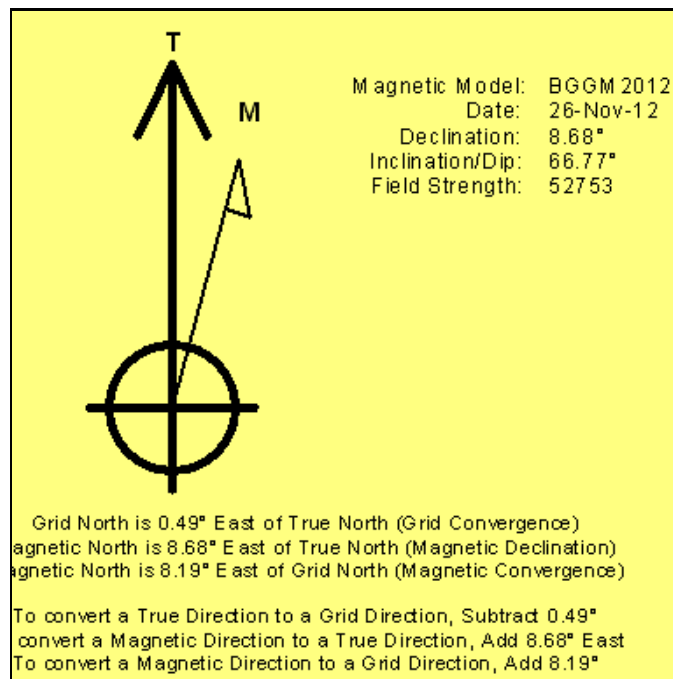 T
M
Magnetic Model: BGGM2012
Date: 26-Nov-12
Declination: 8.68°
Inclination/Dip: 66.77°
Field Strength: 52753
Grid North is 0.49° East of True North (Grid Convergence)
agnetic North is 8.68° East of True North (Magnetic Declination)
agnetic North is 8.19° East of Grid North (Magnetic Convergence)
To convert a True Direction to a Grid Direction, Subtract 0.49°
convert a Magnetic Direction to a True Direction, Add 8.68° East
To convert a Magnetic Direction to a Grid Direction, Add 8.19°